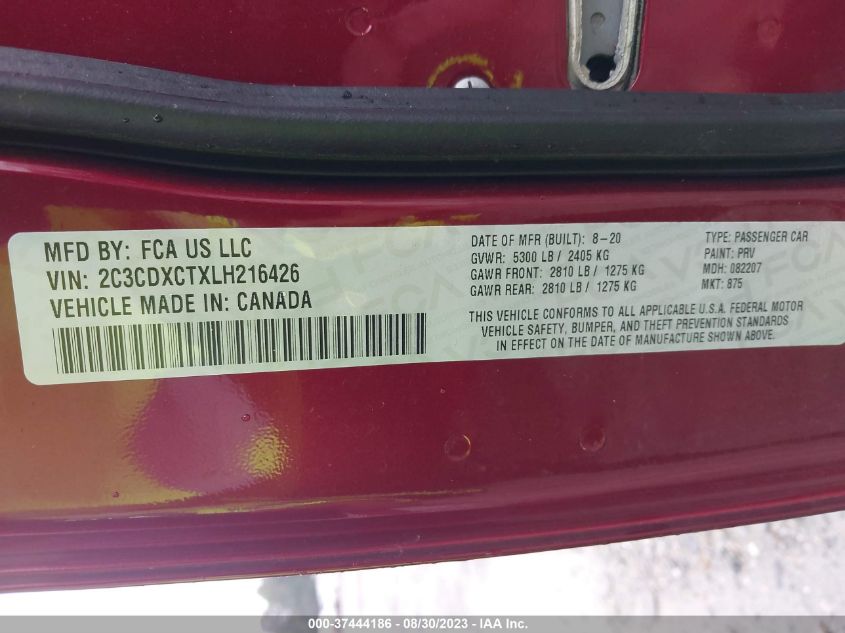 MFD BY: FCA US LLC
VIN: 2C3CDXCTXLH216426
VEHICLE MADE IN: CANADA
DATE OF MFR (BUILT): 8-20
GVWR: 5300 LB / 2405 KG
GAWR FRONT: 2810 LB / 1275 KG
GAWR REAR: 2810 LB / 1275 KG
TYPE: PASSENGER CAR
PAINT: PRV
MDH: 082207
MKT: 875
THIS VEHICLE CONFORMS TO ALL APPLICABLE U.S.A. FEDERAL MOTOR
VEHICLE SAFETY, BUMPER, AND THEFT PREVENTION STANDARDS
IN EFFECT ON THE DATE OF MANUFACTURE SHOWN ABOVE.
000-37444186 - 08/30/2023 - IAA Inc.